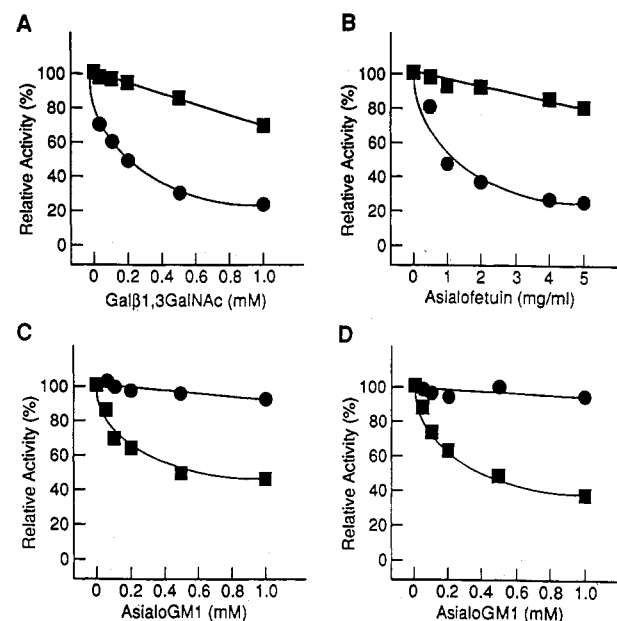 A
Relative Activity (%)
100
80
60
40
20
0
0 0.2 0.4 0.6 0.8 1.0
Galβ1,3GalNAc (mM)
B
Relative Activity (%)
100
80
60
40
20
0
0 1 2 3 4 5
Asialofetuin (mg/ml)
C
Relative Activity (%)
100
80
60
40
20
0
0 0.2 0.4 0.6 0.8 1.0
AsialoGM1 (mM)
D
Relative Activity (%)
100
80
60
40
20
0
0 0.2 0.4 0.6 0.8 1.0
AsialoGM1 (mM)